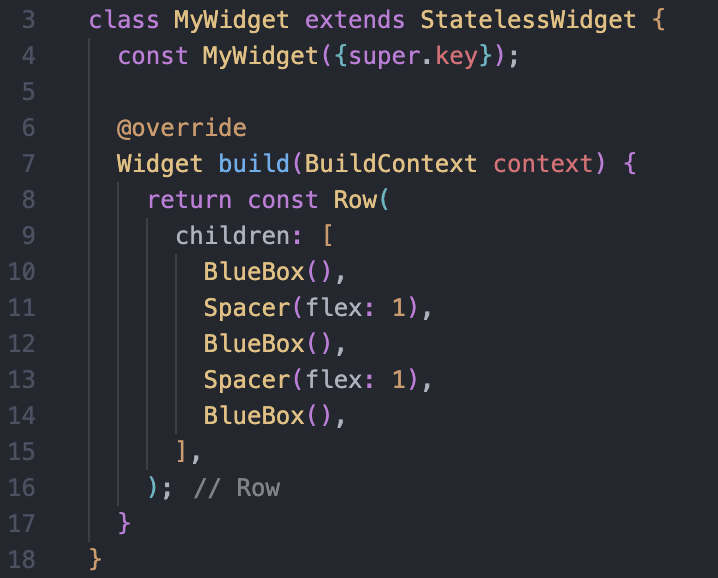 3 class MyWidget extends StatelessWidget {
4 const MyWidget({super.key});
5
6 @override
7 Widget build(BuildContext context) {
8 return const Row(
9 children: [
10 BlueBox(),
11 Spacer(flex: 1),
12 BlueBox(),
13 Spacer(flex: 1),
14 BlueBox(),
15 ],
16 ); // Row
17 }
18 }